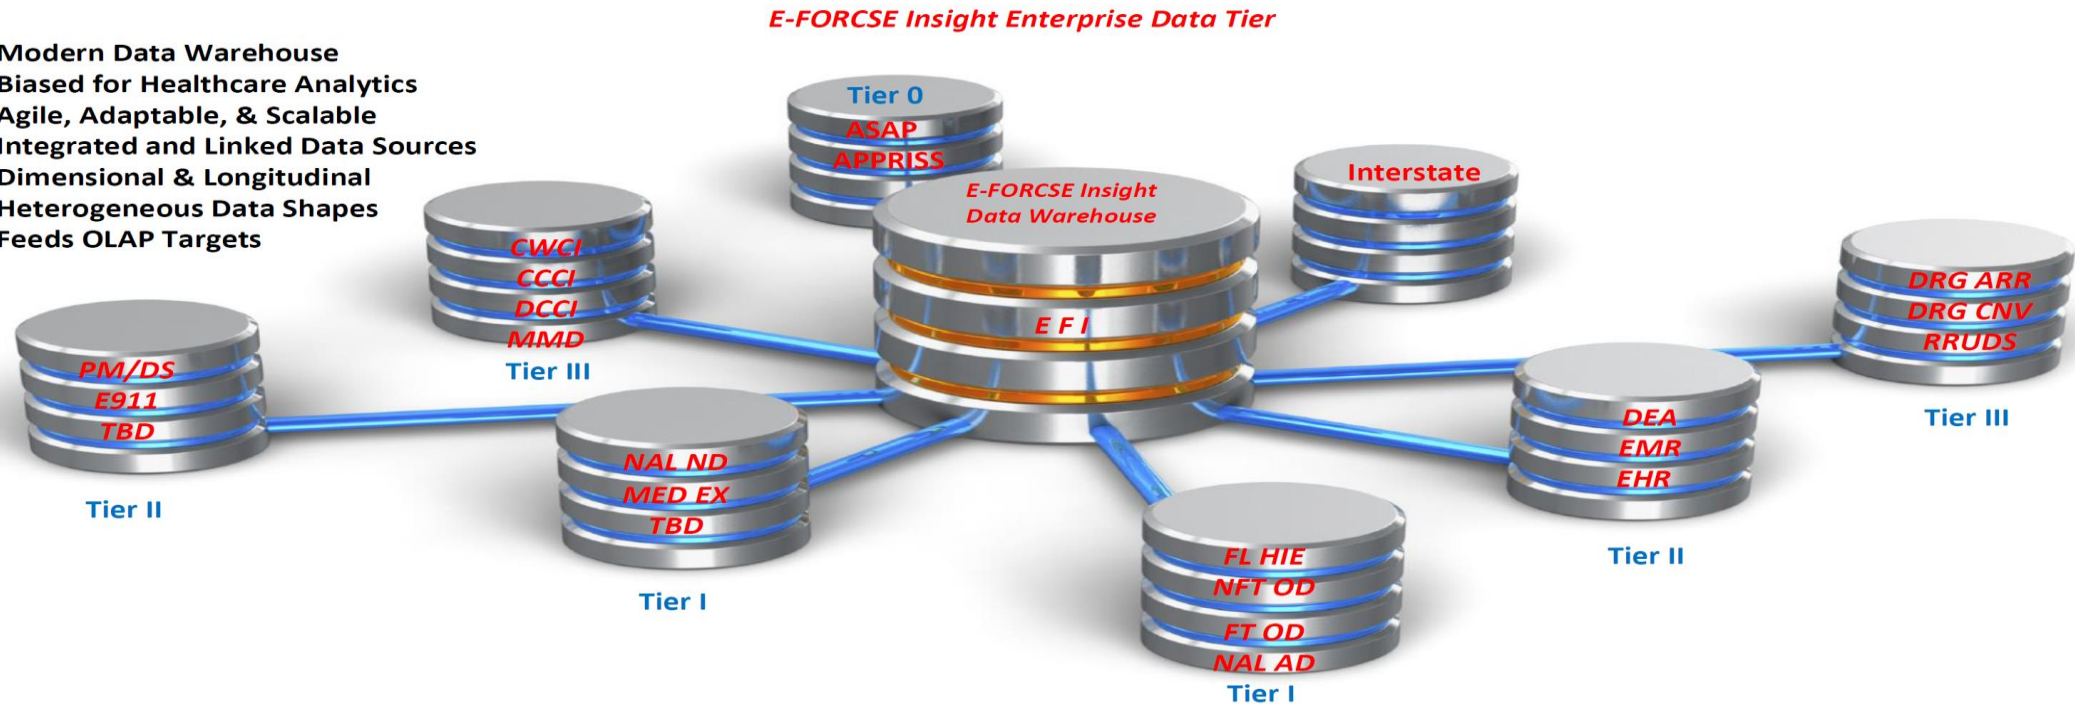 E-FORCSE Insight Enterprise Data Tier
Modern Data Warehouse
Biased for Healthcare Analytics
Agile, Adaptable, & Scalable
Integrated and Linked Data Sources
Dimensional & Longitudinal
Heterogeneous Data Shapes
Feeds OLAP Targets
Tier 0
ASAP
APPRISS
E-FORCSE Insight
Data Warehouse
E F I
Interstate
CWCI
CCCI
DCCI
MMD
Tier III
DRG ARR
DRG CNV
RRUDS
Tier III
PM/DS
E911
TBD
Tier II
NAL ND
MED EX
TBD
Tier I
DEA
EMR
EHR
Tier II
FL HIE
NFT OD
FT OD
NAL AD
Tier I